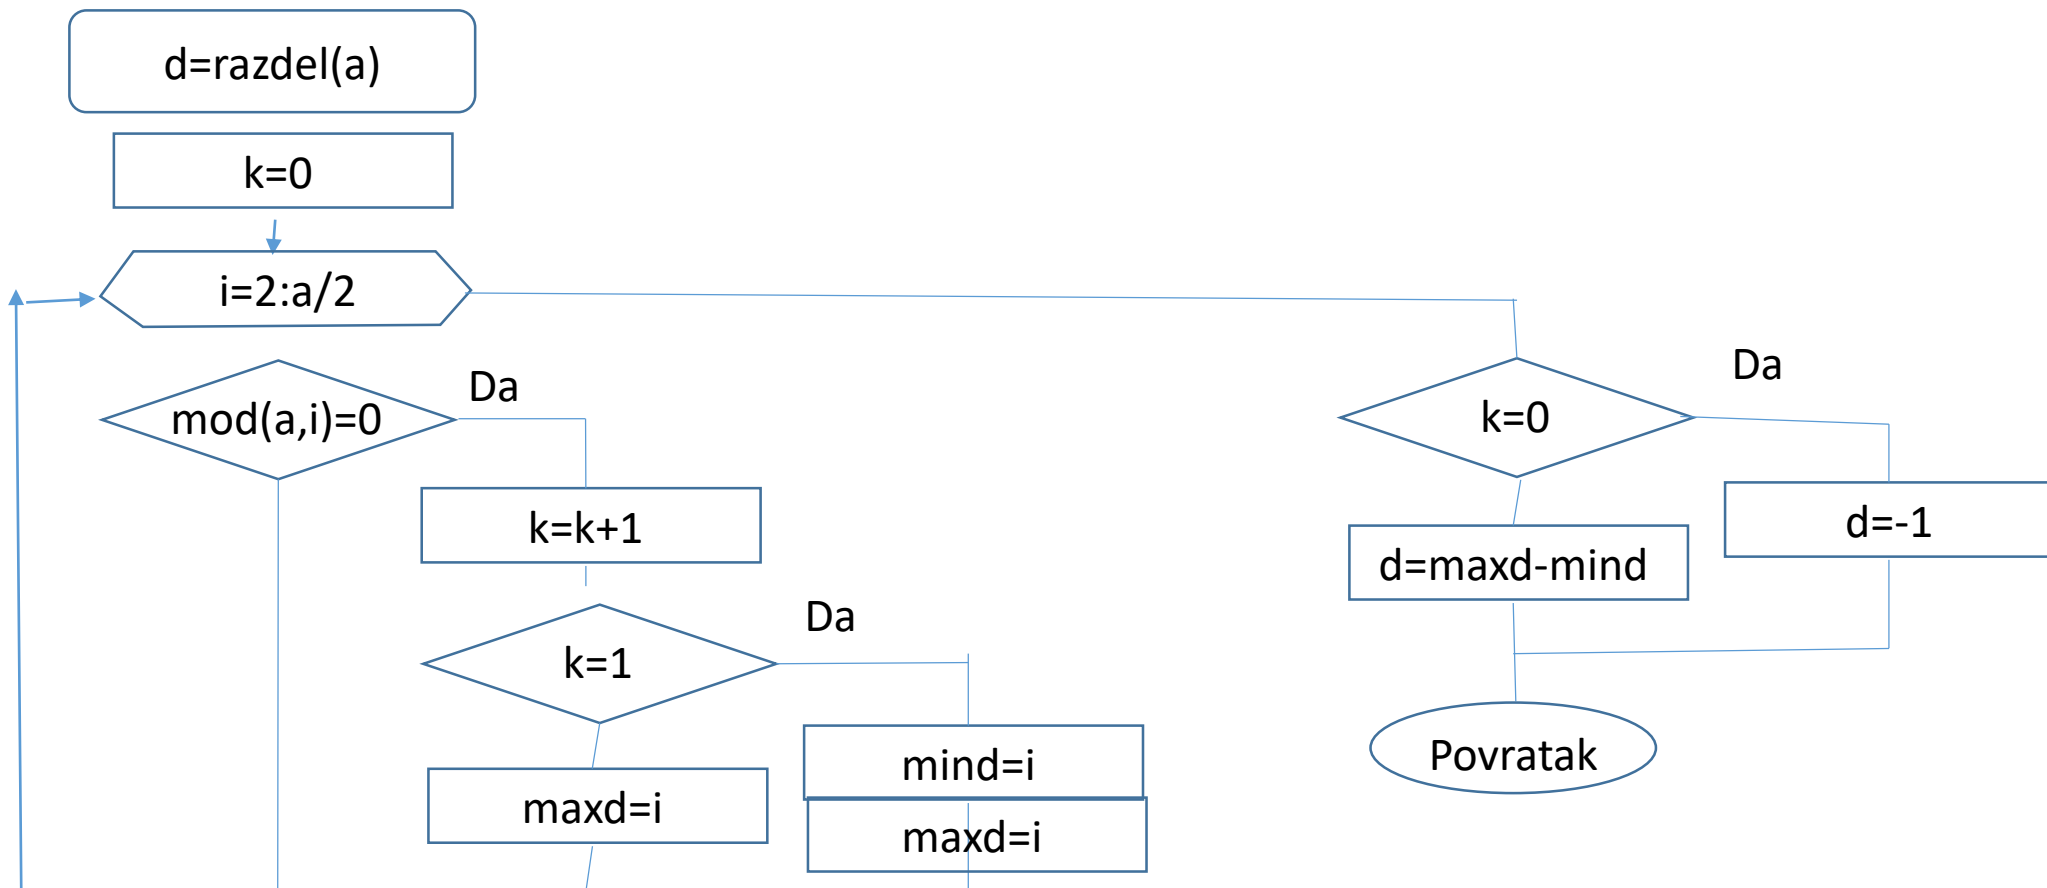 d=razdel(a)
k=0
i=2:a/2
mod(a,i)=0
Da
k=k+1
k=1
Da
maxd=i
mind=i
maxd=i
k=0
Da
d=maxd-mind
d=-1
Povratak